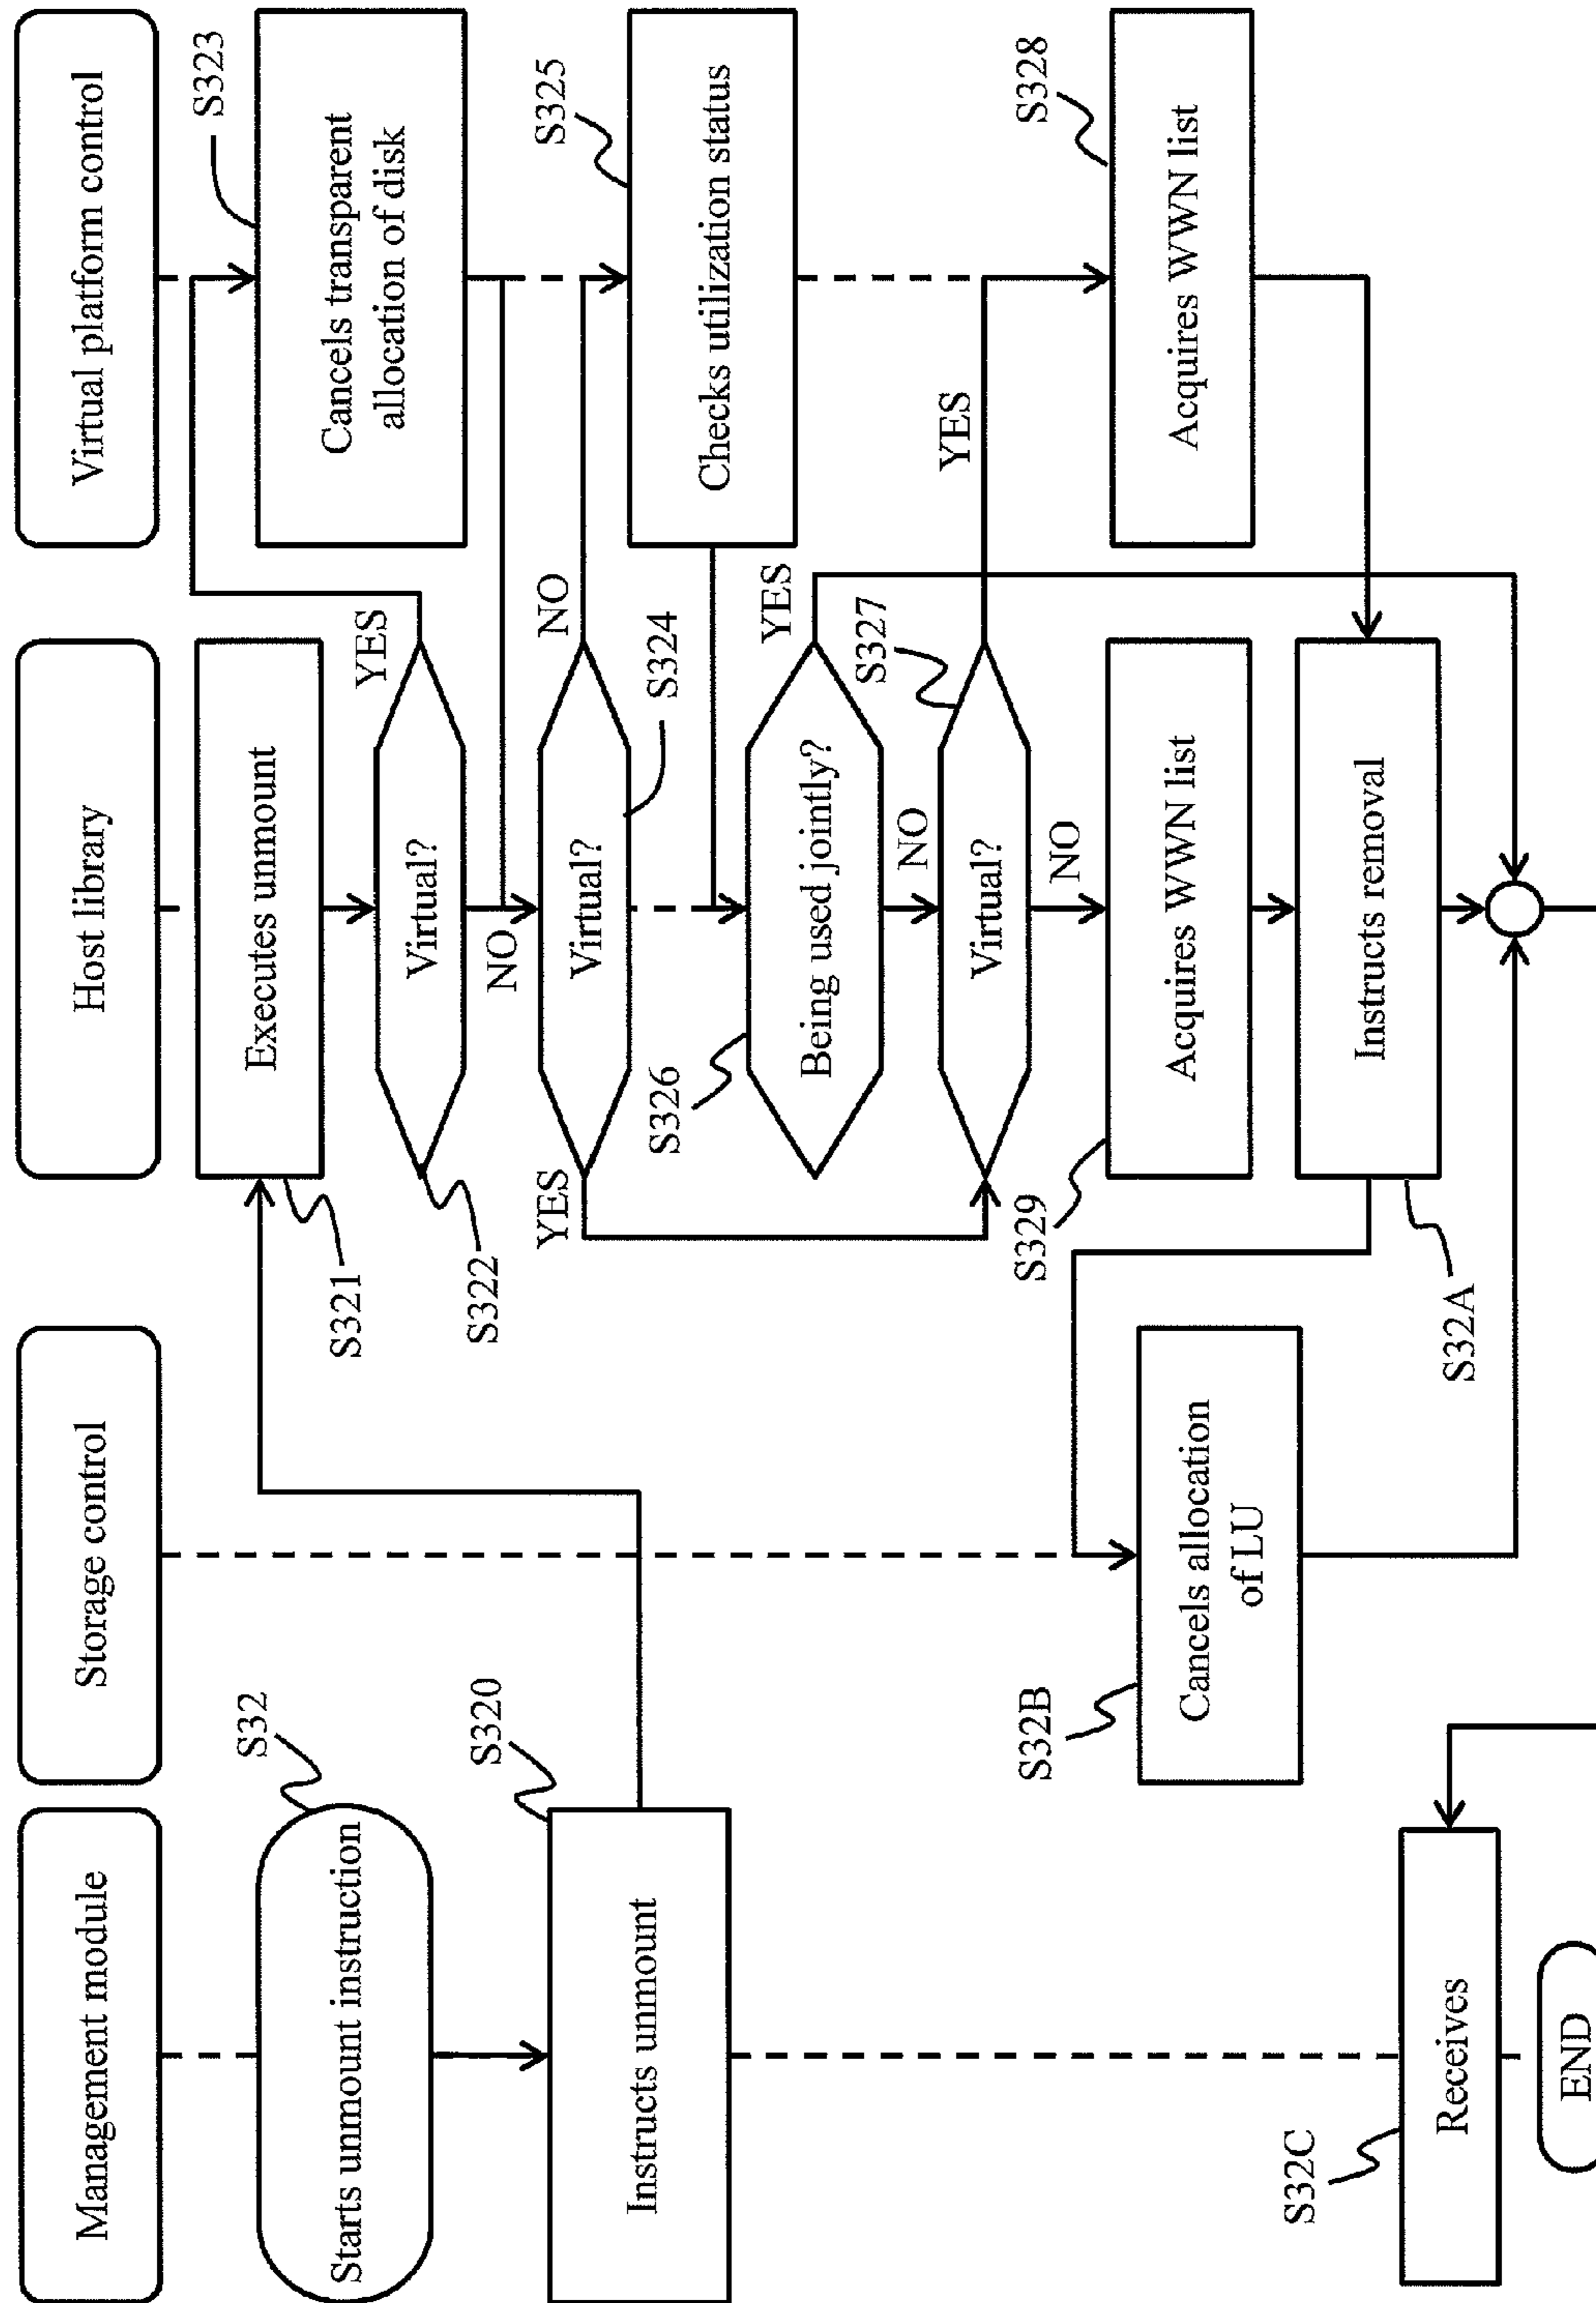 Management module
Storage control
Host library
Virtual platform control
S32
Starts unmount instruction
S320
Instructs unmount
S321
Executes unmount
S322
Virtual?
YES
NO
S323
Cancels transparent
allocation of disk
S324
Virtual?
YES
NO
S325
Checks utilization status
S326
Being used jointly?
YES
NO
S327
Virtual?
YES
NO
S328
Acquires WWN list
S329
Acquires WWN list
S32A
Instructs removal
S32B
Cancels allocation
of LU
S32C
Receives
END